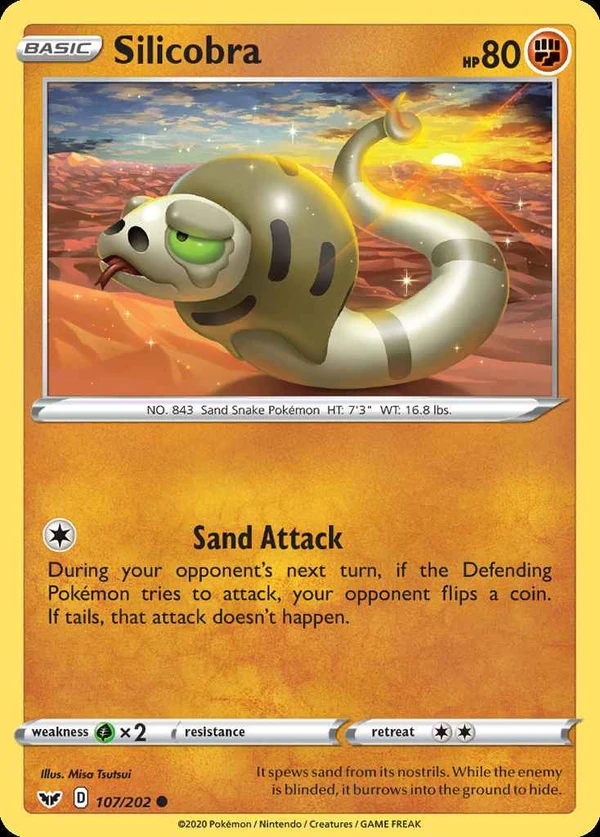 BASIC Silicobra HP 80
NO. 843 Sand Snake Pokémon HT: 7'3" WT: 16.8 lbs.
Sand Attack
During your opponent's next turn, if the Defending
Pokémon tries to attack, your opponent flips a coin.
If tails, that attack doesn't happen.
weakness ×2 resistance retreat
Illus. Misa Tsutsui
It spews sand from its nostrils. While the enemy
is blinded, it burrows into the ground to hide.
D 107/202
©2020 Pokémon / Nintendo / Creatures / GAME FREAK